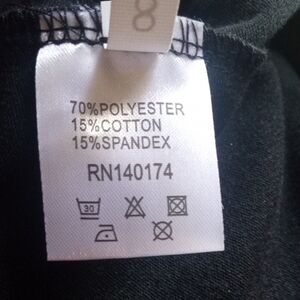 8
70%POLYESTER
15%COTTON
15%SPANDEX
RN140174
30